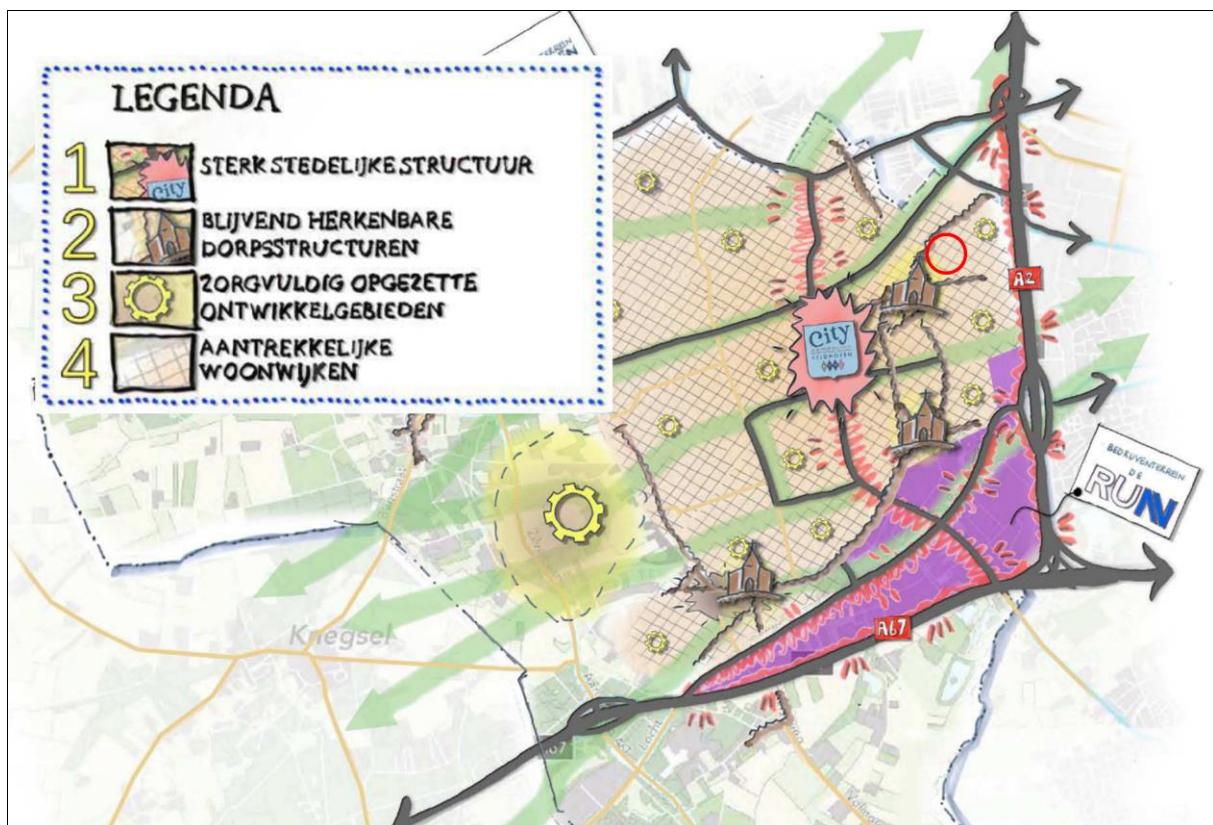 LEGENDA
1 STERK STEDELIJKE STRUCTUUR
City
2 BLIJVEND HERKENBARE
DORPSSTRUCTUREN
3 ZORGVULDIG OPGEZETTE
ONTWIKKELGEBIEDEN
4 AANTREKKELIJKE
WOONWIJKEN
A2
City
VELDHOVEN
BEDRIJVENTERREIN
DE
RUN
A67
Knegsel